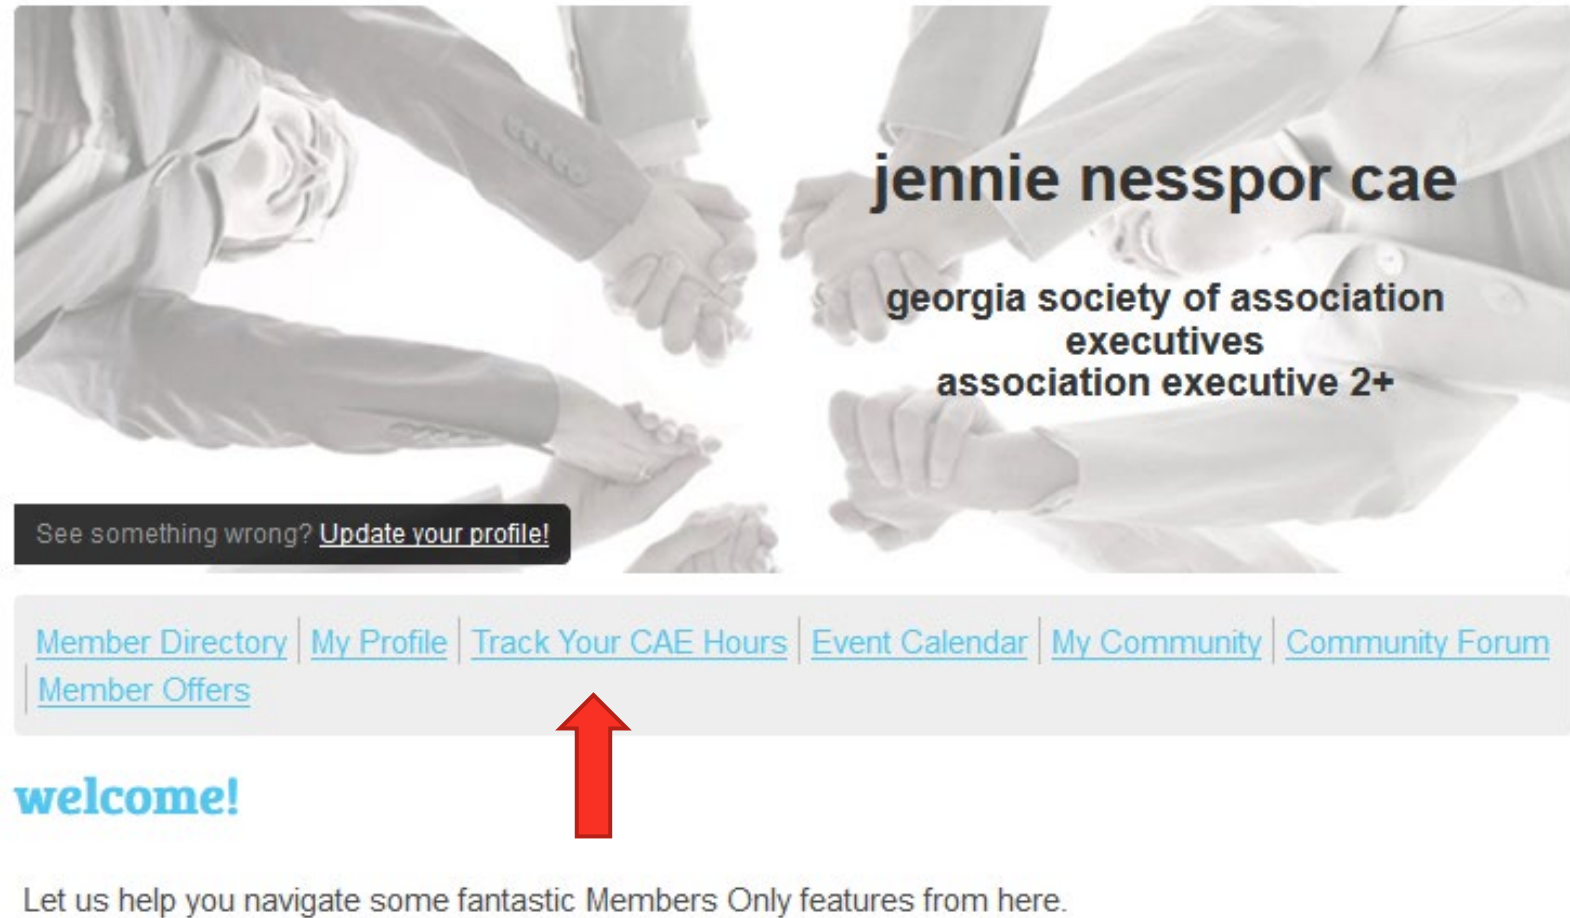 jennie nesspor cae
georgia society of association
executives
association executive 2+
See something wrong? Update your profile!
Member Directory My Profile Track Your CAE Hours Event Calendar My Community Community Forum
Member Offers
welcome!
Let us help you navigate some fantastic Members Only features from here.